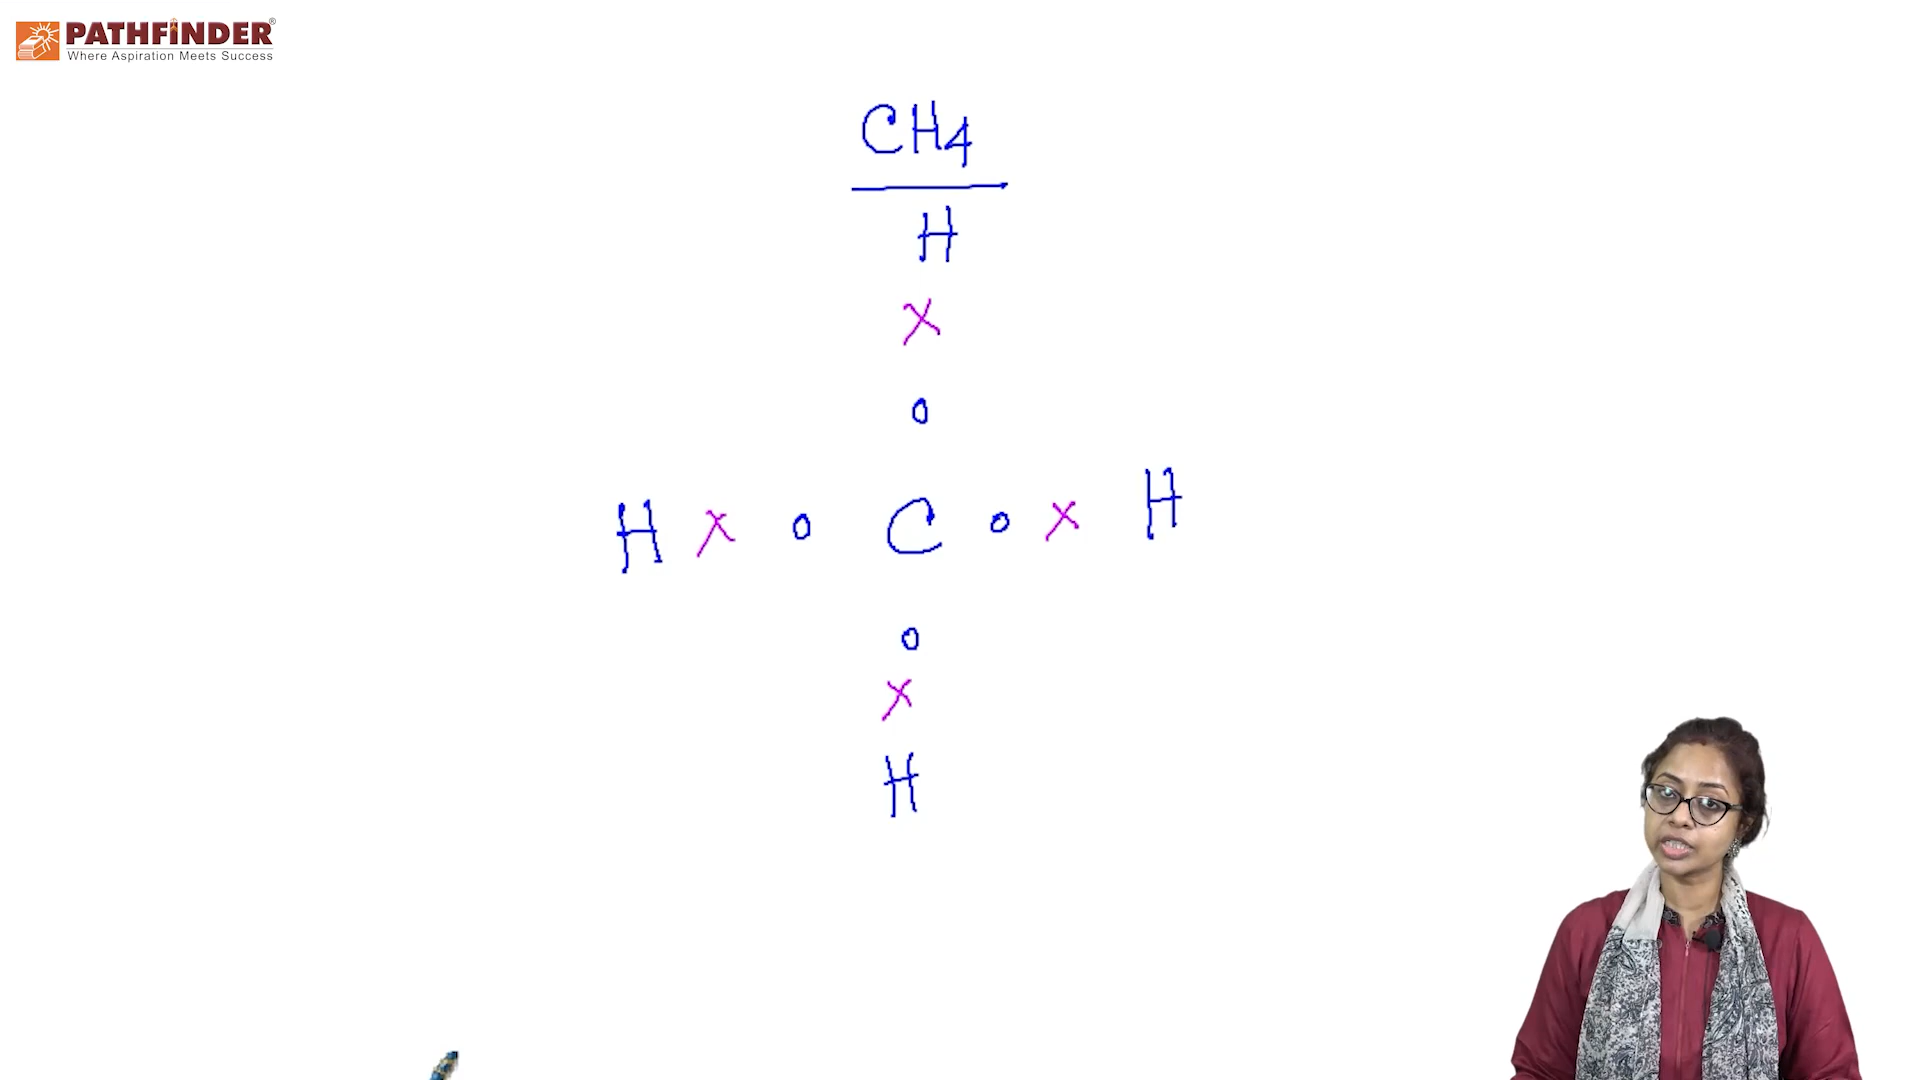 PATHFINDER®
Where Aspiration Meets Success
CH4
H
x
o
H x o C o x H
o
x
H